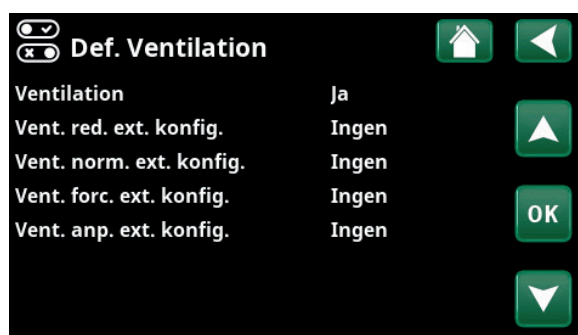 Def. Ventilation
Ventilation Ja
Vent. red. ext. konfig. Ingen
Vent. norm. ext. konfig. Ingen
Vent. forc. ext. konfig. Ingen
Vent. anp. ext. konfig. Ingen
OK